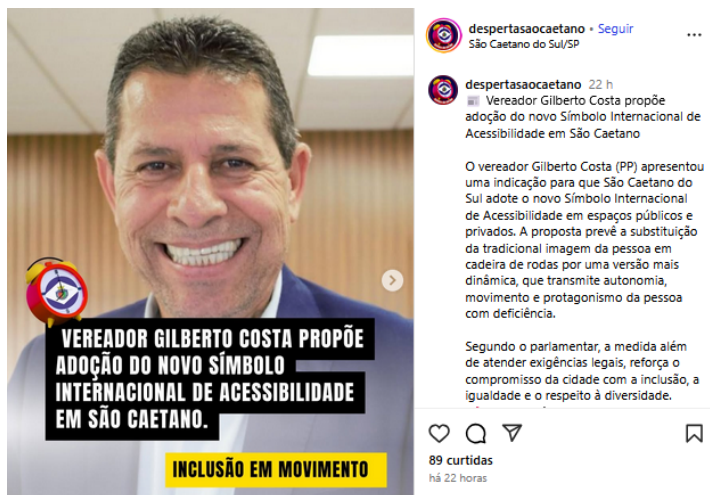 VEREADOR GILBERTO COSTA PROPÕE
ADOÇÃO DO NOVO SÍMBOLO
INTERNACIONAL DE ACESSIBILIDADE
EM SÃO CAETANO.
INCLUSÃO EM MOVIMENTO
despertasaocaetano • Seguir
São Caetano do Sul/SP
despertasaocaetano 22 h
Vereador Gilberto Costa propõe
adoção do novo Símbolo Internacional de
Acessibilidade em São Caetano
O vereador Gilberto Costa (PP) apresentou
uma indicação para que São Caetano do
Sul adote o novo Símbolo Internacional
de Acessibilidade em espaços públicos e
privados. A proposta prevê a substituição
da tradicional imagem da pessoa em
cadeira de rodas por uma versão mais
dinâmica, que transmite autonomia,
movimento e protagonismo da pessoa
com deficiência.
Segundo o parlamentar, a medida além
de atender exigências legais, reforça o
compromisso da cidade com a inclusão, a
igualdade e o respeito à diversidade.
89 curtidas
há 22 horas